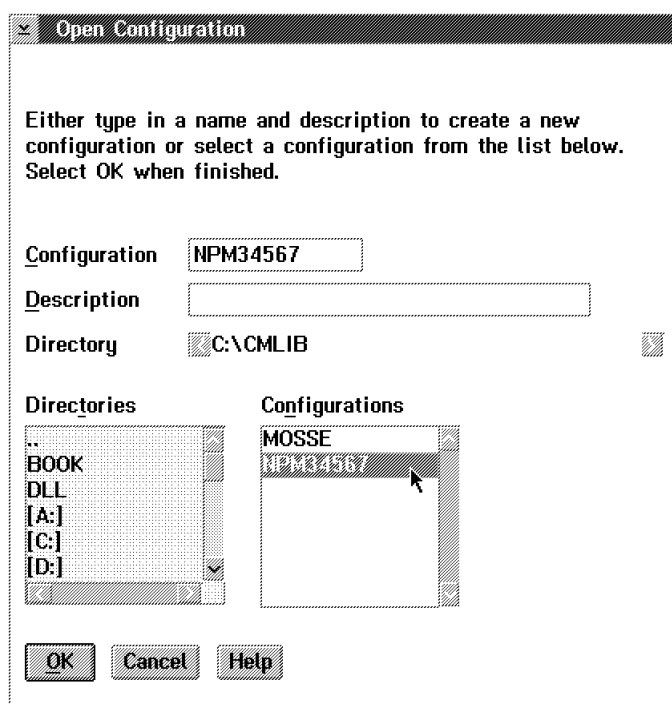 Open Configuration
Either type in a name and description to create a new
configuration or select a configuration from the list below.
Select OK when finished.
Configuration NPM34567
Description
Directory C:\CMLIB
Directories
..
BOOK
DLL
[A:]
[C:]
[D:]
Configurations
MOSSE
NPM34567
OK Cancel Help